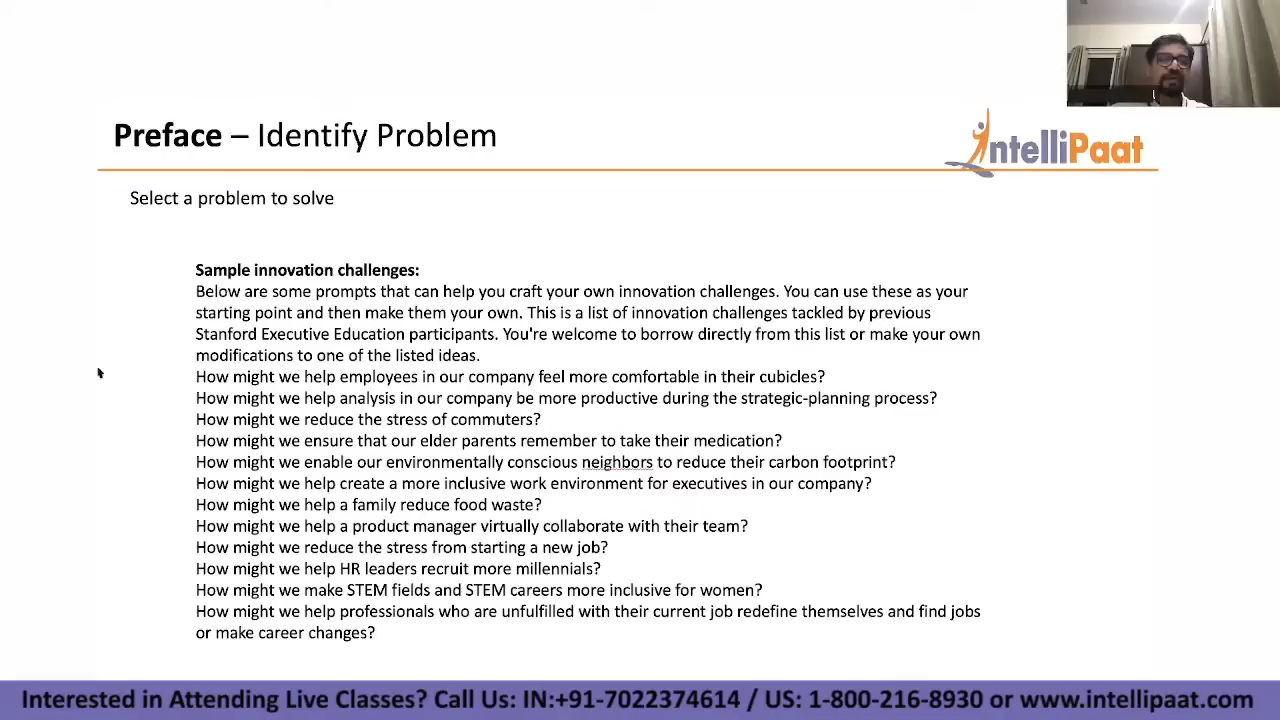 Preface – Identify Problem
IntelliPaat
Select a problem to solve
Sample innovation challenges:
Below are some prompts that can help you craft your own innovation challenges. You can use these as your
starting point and then make them your own. This is a list of innovation challenges tackled by previous
Stanford Executive Education participants. You're welcome to borrow directly from this list or make your own
modifications to one of the listed ideas.
How might we help employees in our company feel more comfortable in their cubicles?
How might we help analysis in our company be more productive during the strategic-planning process?
How might we reduce the stress of commuters?
How might we ensure that our elder parents remember to take their medication?
How might we enable our environmentally conscious neighbors to reduce their carbon footprint?
How might we help create a more inclusive work environment for executives in our company?
How might we help a family reduce food waste?
How might we help a product manager virtually collaborate with their team?
How might we reduce the stress from starting a new job?
How might we help HR leaders recruit more millennials?
How might we make STEM fields and STEM careers more inclusive for women?
How might we help professionals who are unfulfilled with their current job redefine themselves and find jobs
or make career changes?
Interested in Attending Live Classes? Call Us: IN:+91-7022374614 / US: 1-800-216-8930 or www.intellipaat.com